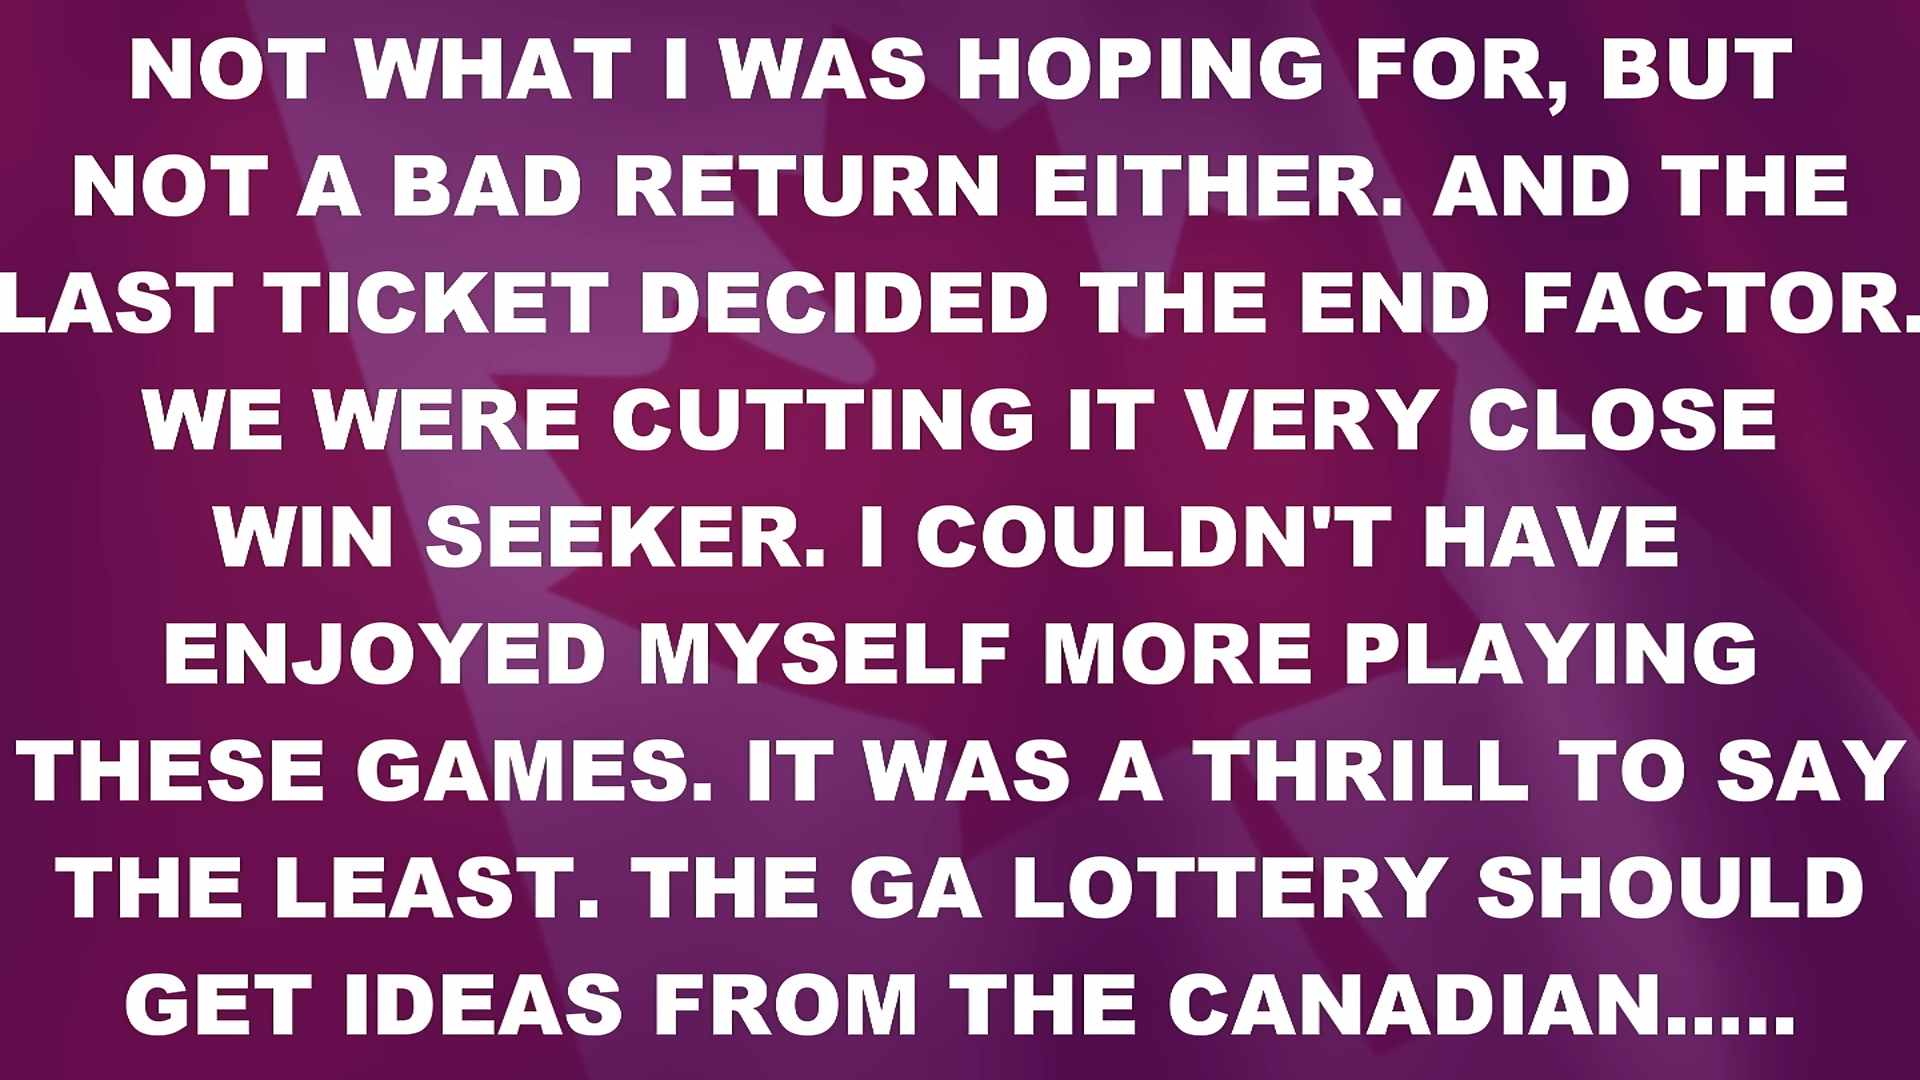 NOT WHAT I WAS HOPING FOR, BUT
NOT A BAD RETURN EITHER. AND THE
LAST TICKET DECIDED THE END FACTOR.
WE WERE CUTTING IT VERY CLOSE
WIN SEEKER. I COULDN'T HAVE
ENJOYED MYSELF MORE PLAYING
THESE GAMES. IT WAS A THRILL TO SAY
THE LEAST. THE GA LOTTERY SHOULD
GET IDEAS FROM THE CANADIAN.....